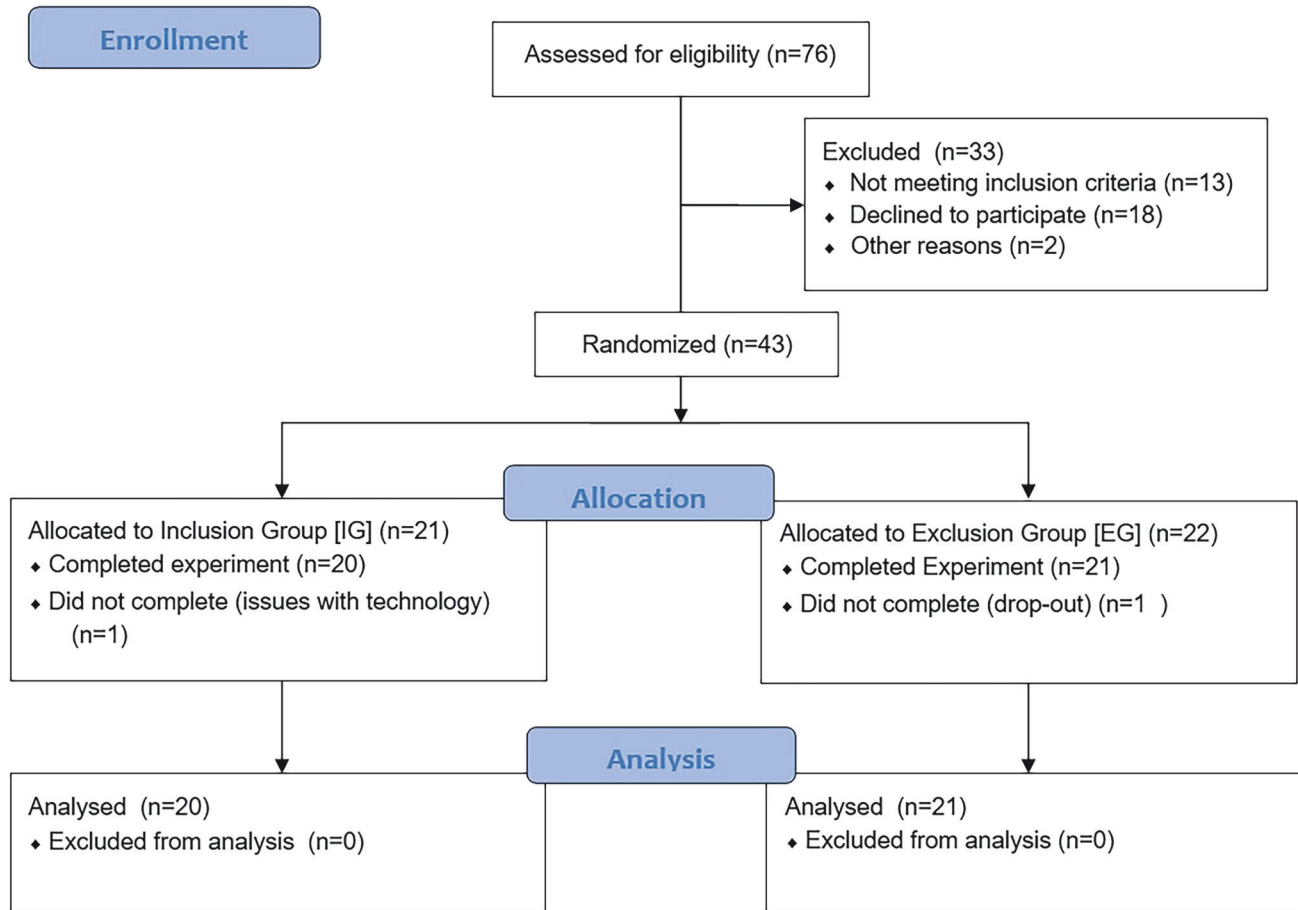 Enrollment
Assessed for eligibility (n=76)
Excluded (n=33)
⬥ Not meeting inclusion criteria (n=13)
⬥ Declined to participate (n=18)
⬥ Other reasons (n=2)
Randomized (n=43)
Allocation
Allocated to Inclusion Group [IG] (n=21)
⬥ Completed experiment (n=20)
⬥ Did not complete (issues with technology)
(n=1)
Allocated to Exclusion Group [EG] (n=22)
⬥ Completed Experiment (n=21)
⬥ Did not complete (drop-out) (n=1 )
Analysis
Analysed (n=20)
⬥ Excluded from analysis (n=0)
Analysed (n=21)
⬥ Excluded from analysis (n=0)